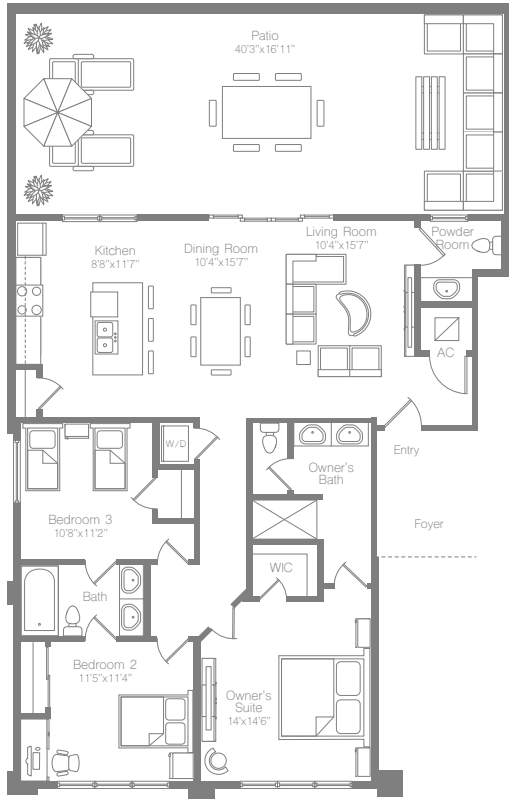 Patio
40'3"x16'11"
Living Room
10'4"x15'7"
Powder
Room
Kitchen
8'8"x11'7"
Dining Room
10'4"x15'7"
AC
W/D
Entry
Owner's
Bath
Bedroom 3
10'8"x11'2"
Foyer
WIC
Bath
Bedroom 2
11'5"x11'4"
Owner's
Suite
14'x14'6"